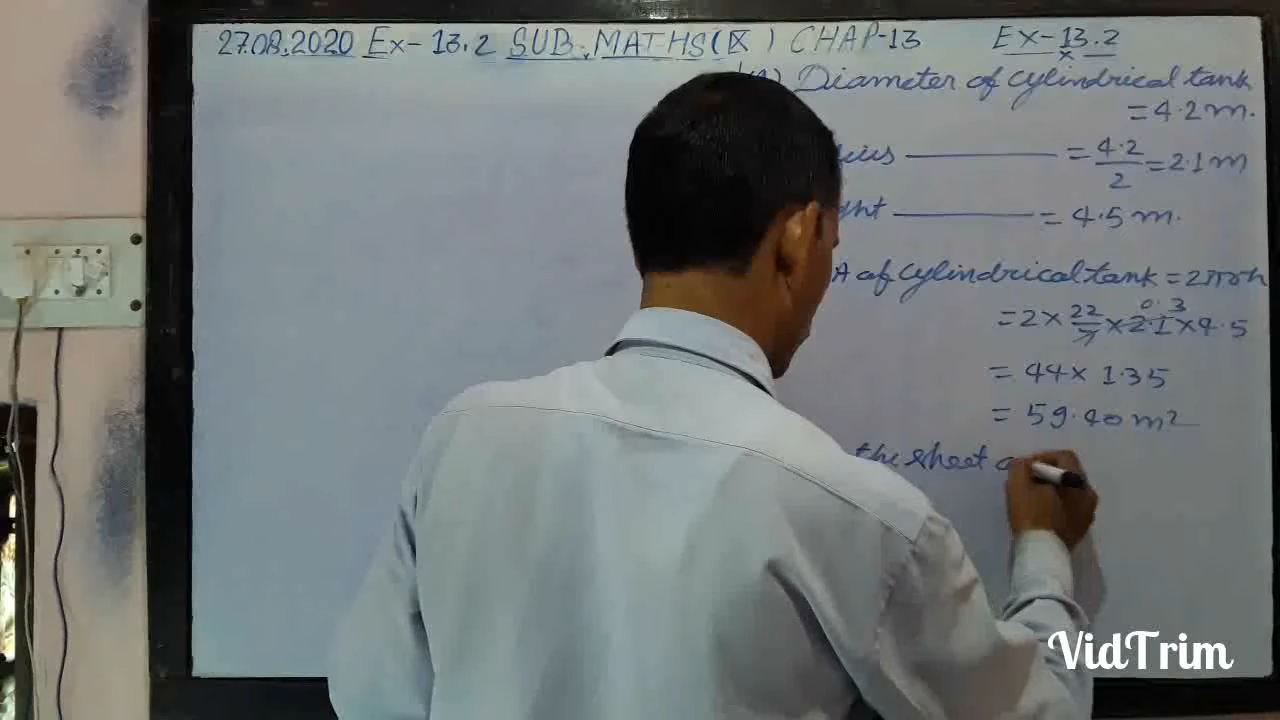 27.08.2020 Ex-13.2 SUB:MATHS(IX) CHAP-13 Ex-13.2
Diameter of cylindrical tank
= 4.2 m.
= 4.2/2 = 2.1 m
= 4.5 m.
A of cylindrical tank = 2πrh
0.3
= 2 × 22/7 × 2.1 × 4.5
= 44 × 1.35
= 59.40 m²
the sheet
VidTrim